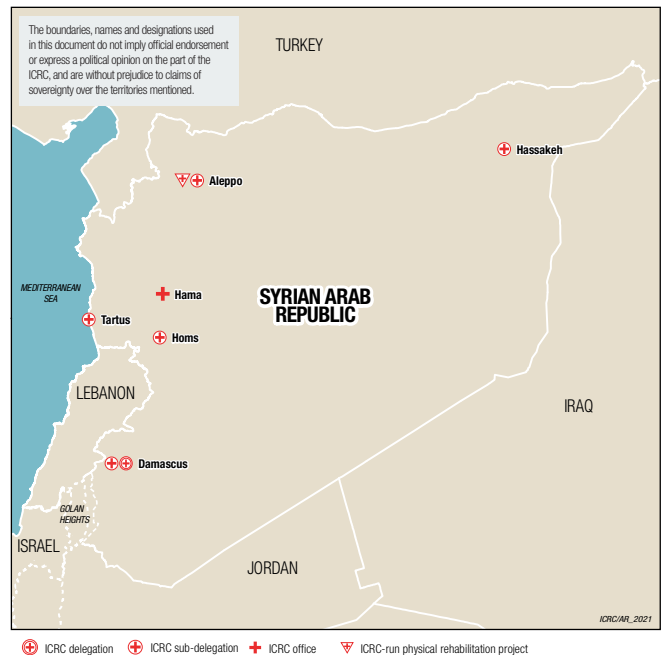 The boundaries, names and designations used
in this document do not imply official endorsement
or express a political opinion on the part of the
ICRC, and are without prejudice to claims of
sovereignty over the territories mentioned.
TURKEY
Hassakeh
Aleppo
MEDITERRANEAN
SEA
Hama
SYRIAN ARAB
REPUBLIC
Tartus
Homs
LEBANON
IRAQ
Damascus
GOLAN
HEIGHTS
ISRAEL
JORDAN
ICRC/AR_2021
ICRC delegation ICRC sub-delegation ICRC office ICRC-run physical rehabilitation project